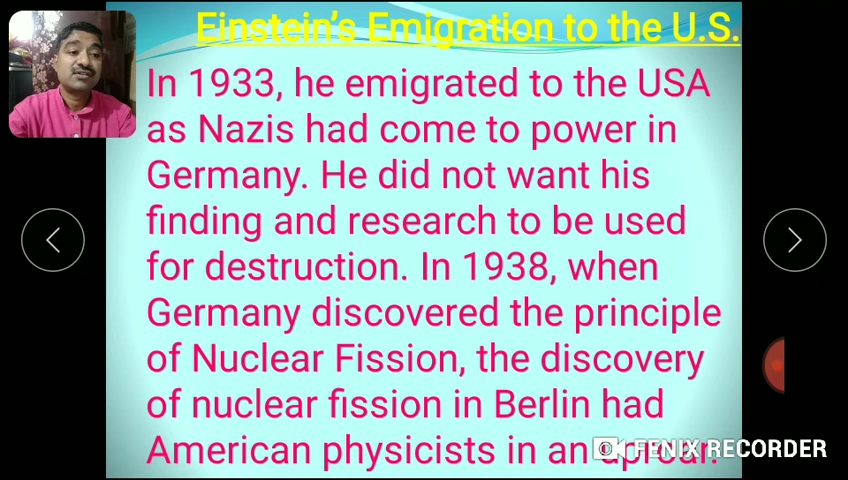 Einstein's Emigration to the U.S.
In 1933, he emigrated to the USA
as Nazis had come to power in
Germany. He did not want his
finding and research to be used
for destruction. In 1938, when
Germany discovered the principle
of Nuclear Fission, the discovery
of nuclear fission in Berlin had
American physicists in an uproar.
FENIX RECORDER